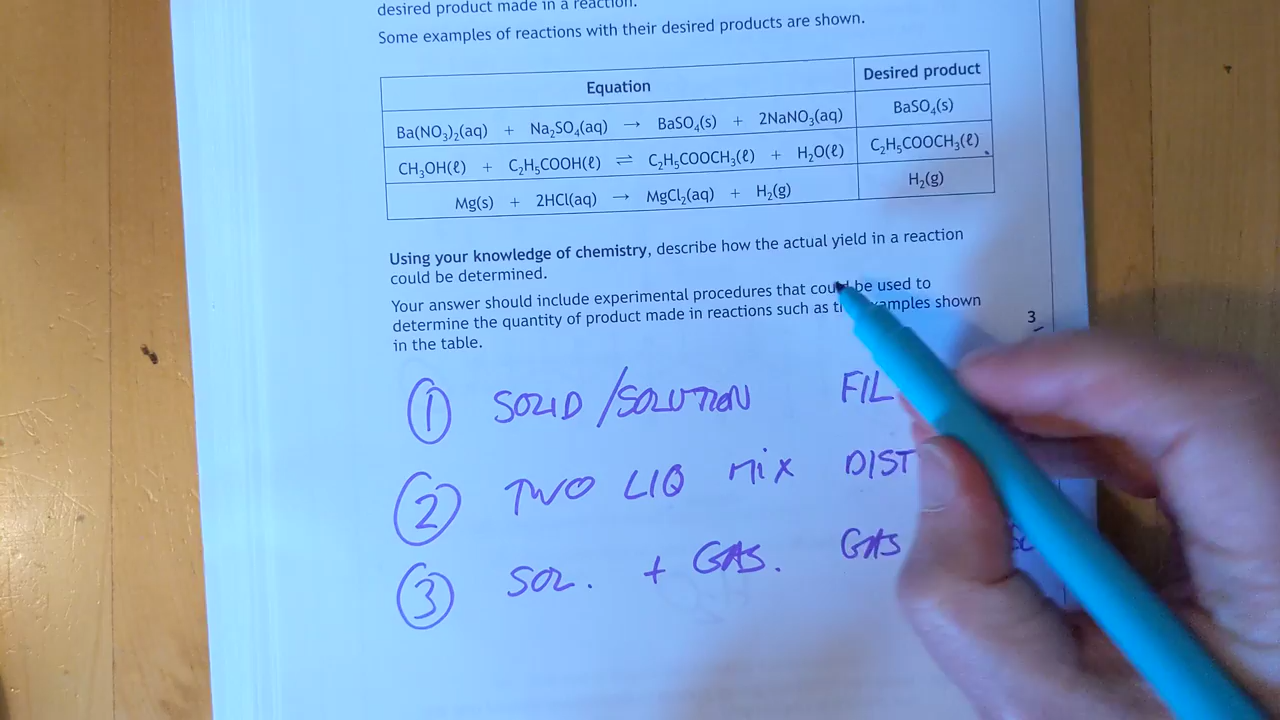 desired product made in a reaction.
Some examples of reactions with their desired products are shown.
Equation Desired product
Ba(NO₃)₂(aq) + Na₂SO₄(aq) → BaSO₄(s) + 2NaNO₃(aq) BaSO₄(s)
CH₃OH(ℓ) + C₂H₅COOH(ℓ) ⇌ C₂H₅COOCH₃(ℓ) + H₂O(ℓ) C₂H₅COOCH₃(ℓ)
Mg(s) + 2HCl(aq) → MgCl₂(aq) + H₂(g) H₂(g)
Using your knowledge of chemistry, describe how the actual yield in a reaction
could be determined.
Your answer should include experimental procedures that could be used to
determine the quantity of product made in reactions such as shown
in the table.
3
① SOLID/SOLUTION FIL
② TWO LIQ MIX DIST
③ SOL. + GAS. GAS